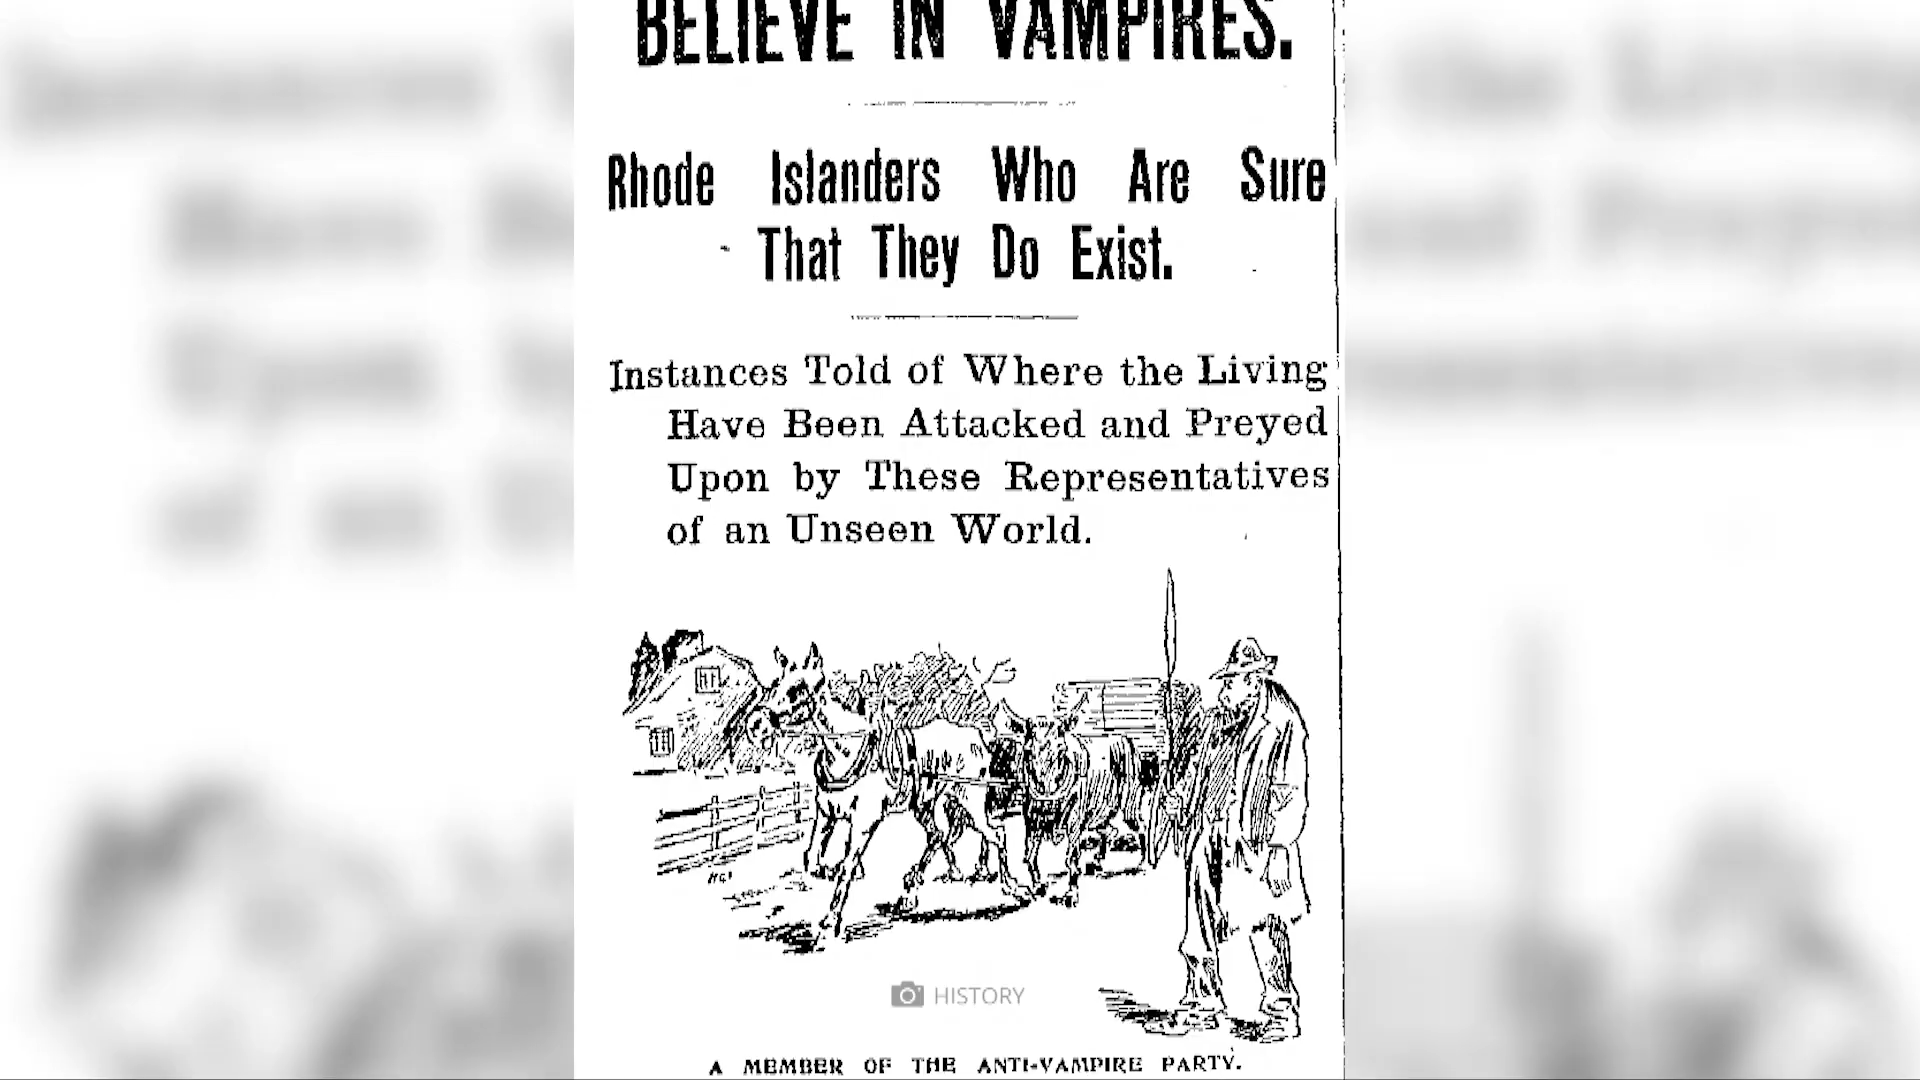 BELIEVE IN VAMPIRES.
Rhode Islanders Who Are Sure
That They Do Exist.
Instances Told of Where the Living
Have Been Attacked and Preyed
Upon by These Representatives
of an Unseen World.
HISTORY
A MEMBER OF THE ANTI-VAMPIRE PARTY.